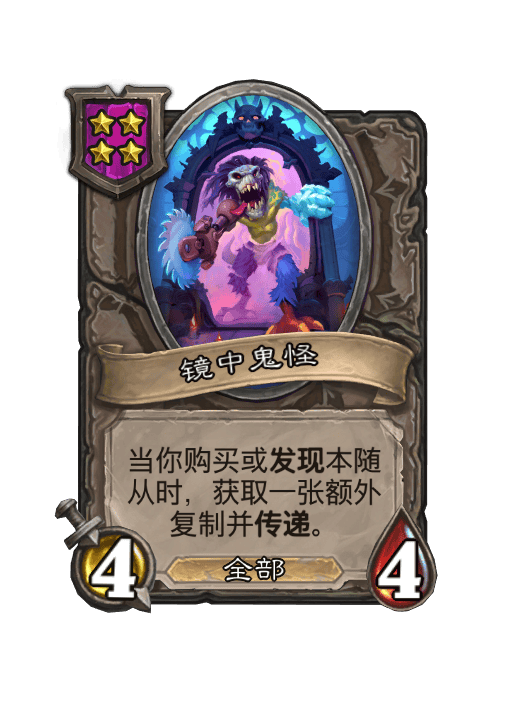 镜中鬼怪
当你购买或发现本随
从时，获取一张额外
复制并传递。
4
全部
4